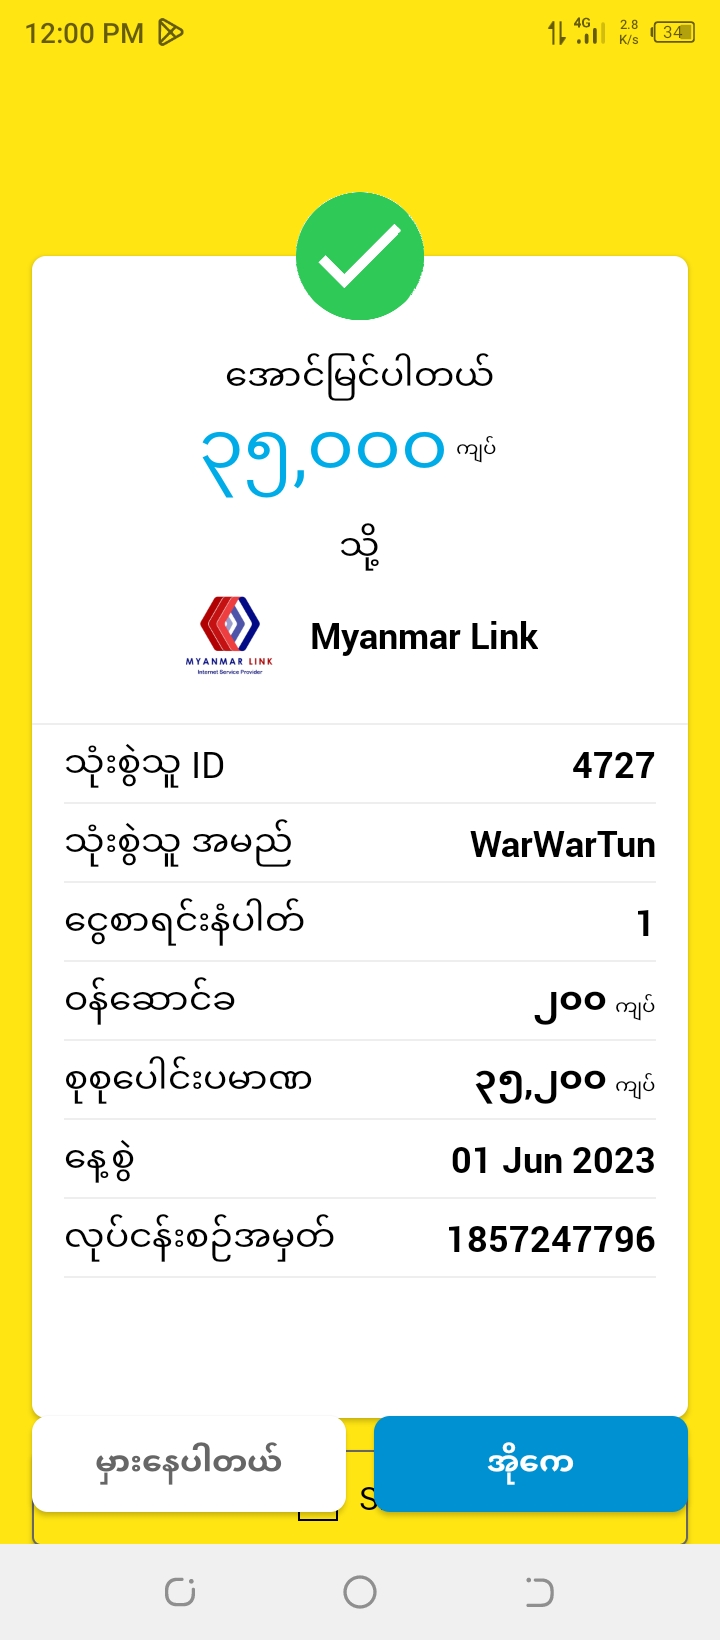 12:00 PM 4G 2.8 K/s 34
အောင်မြင်ပါတယ်
၃၅,၀၀၀ ကျပ်
သို့
MYANMAR LINK
Internet Service Provider
Myanmar Link
သုံးစွဲသူ ID 4727
သုံးစွဲသူ အမည် WarWarTun
ငွေစာရင်းနံပါတ် 1
ဝန်ဆောင်ခ ၂၀၀ ကျပ်
စုစုပေါင်းပမာဏ ၃၅,၂၀၀ ကျပ်
နေ့စွဲ 01 Jun 2023
လုပ်ငန်းစဉ်အမှတ် 1857247796
မှားနေပါတယ် အိုကေ
S